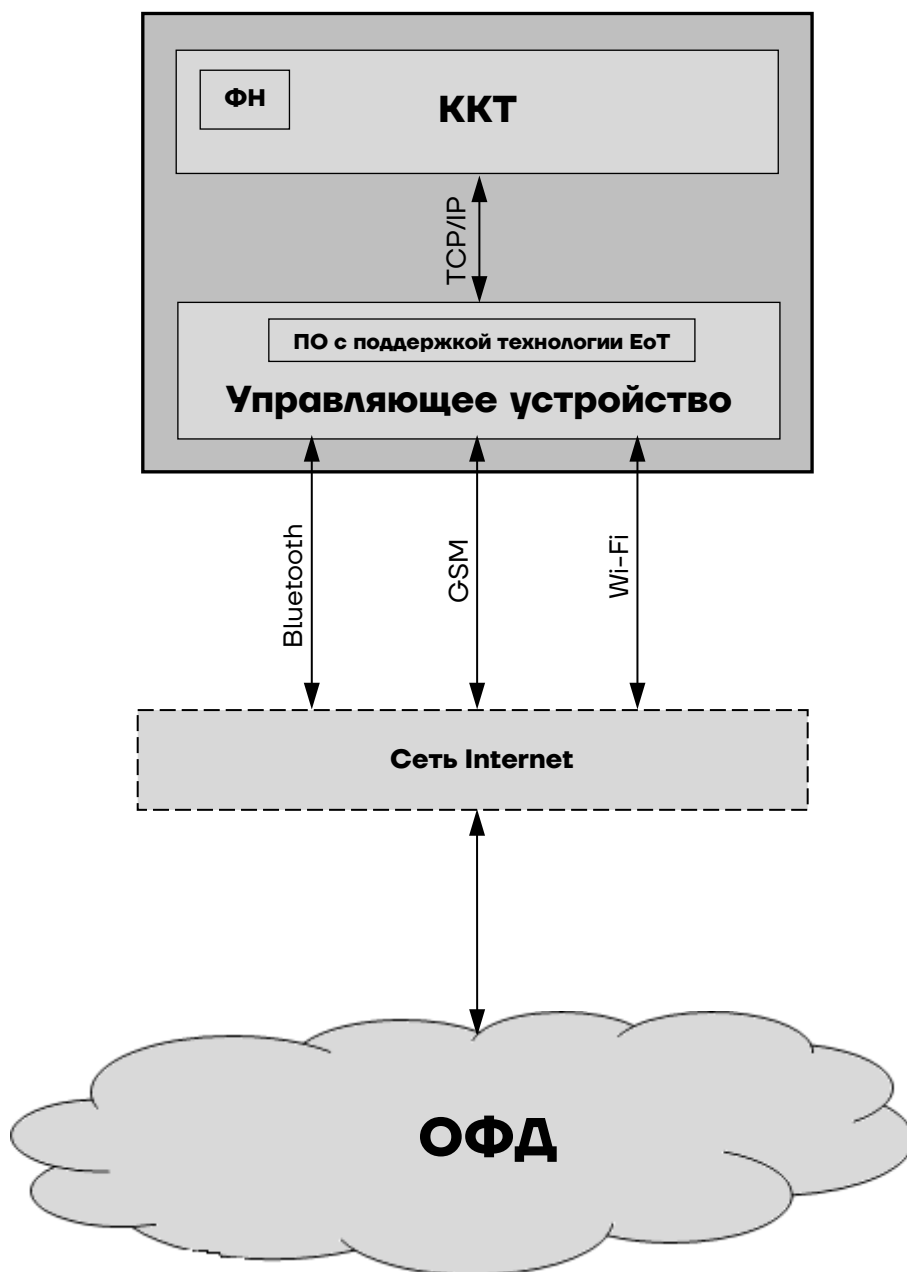 ФН
ККТ
TCP/IP
ПО с поддержкой технологии EoT
Управляющее устройство
Bluetooth
GSM
Wi-Fi
Сеть Internet
ОФД